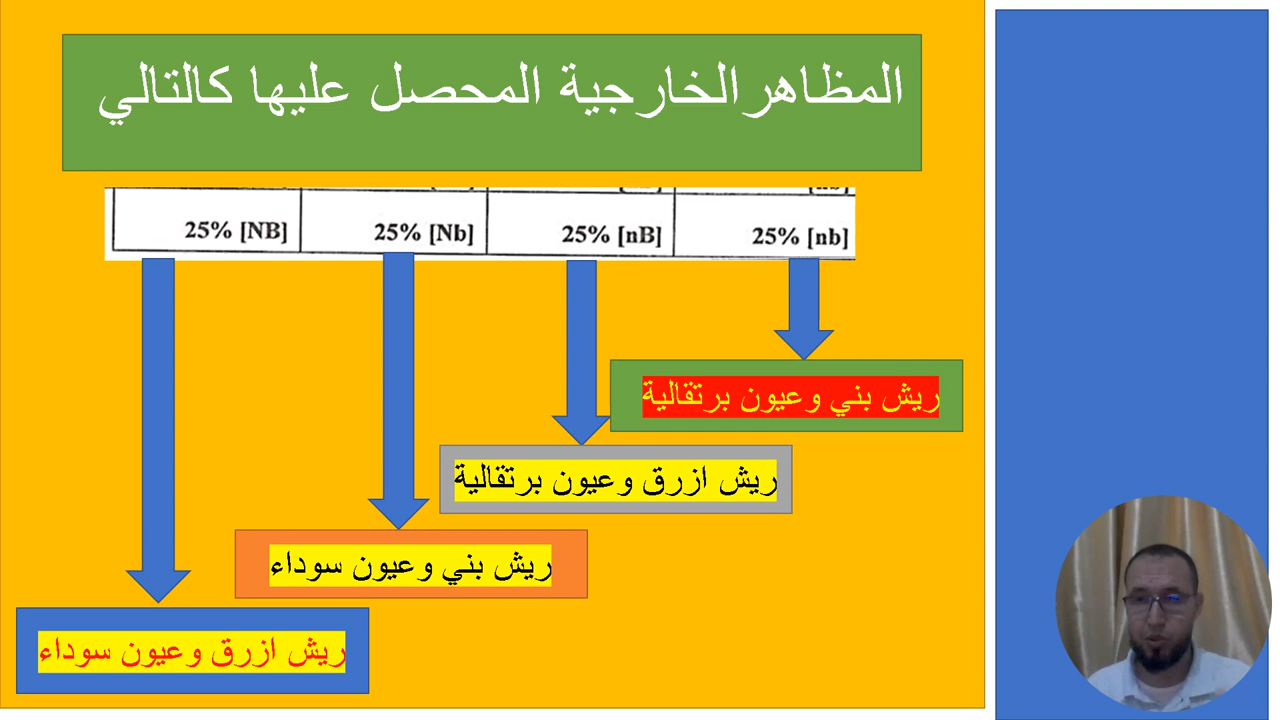 المظاهر الخارجية المحصل عليها كالتالي
25% [NB] 25% [Nb] 25% [nB] 25% [nb]
ريش بني وعيون برتقالية
ريش ازرق وعيون برتقالية
ريش بني وعيون سوداء
ريش ازرق وعيون سوداء